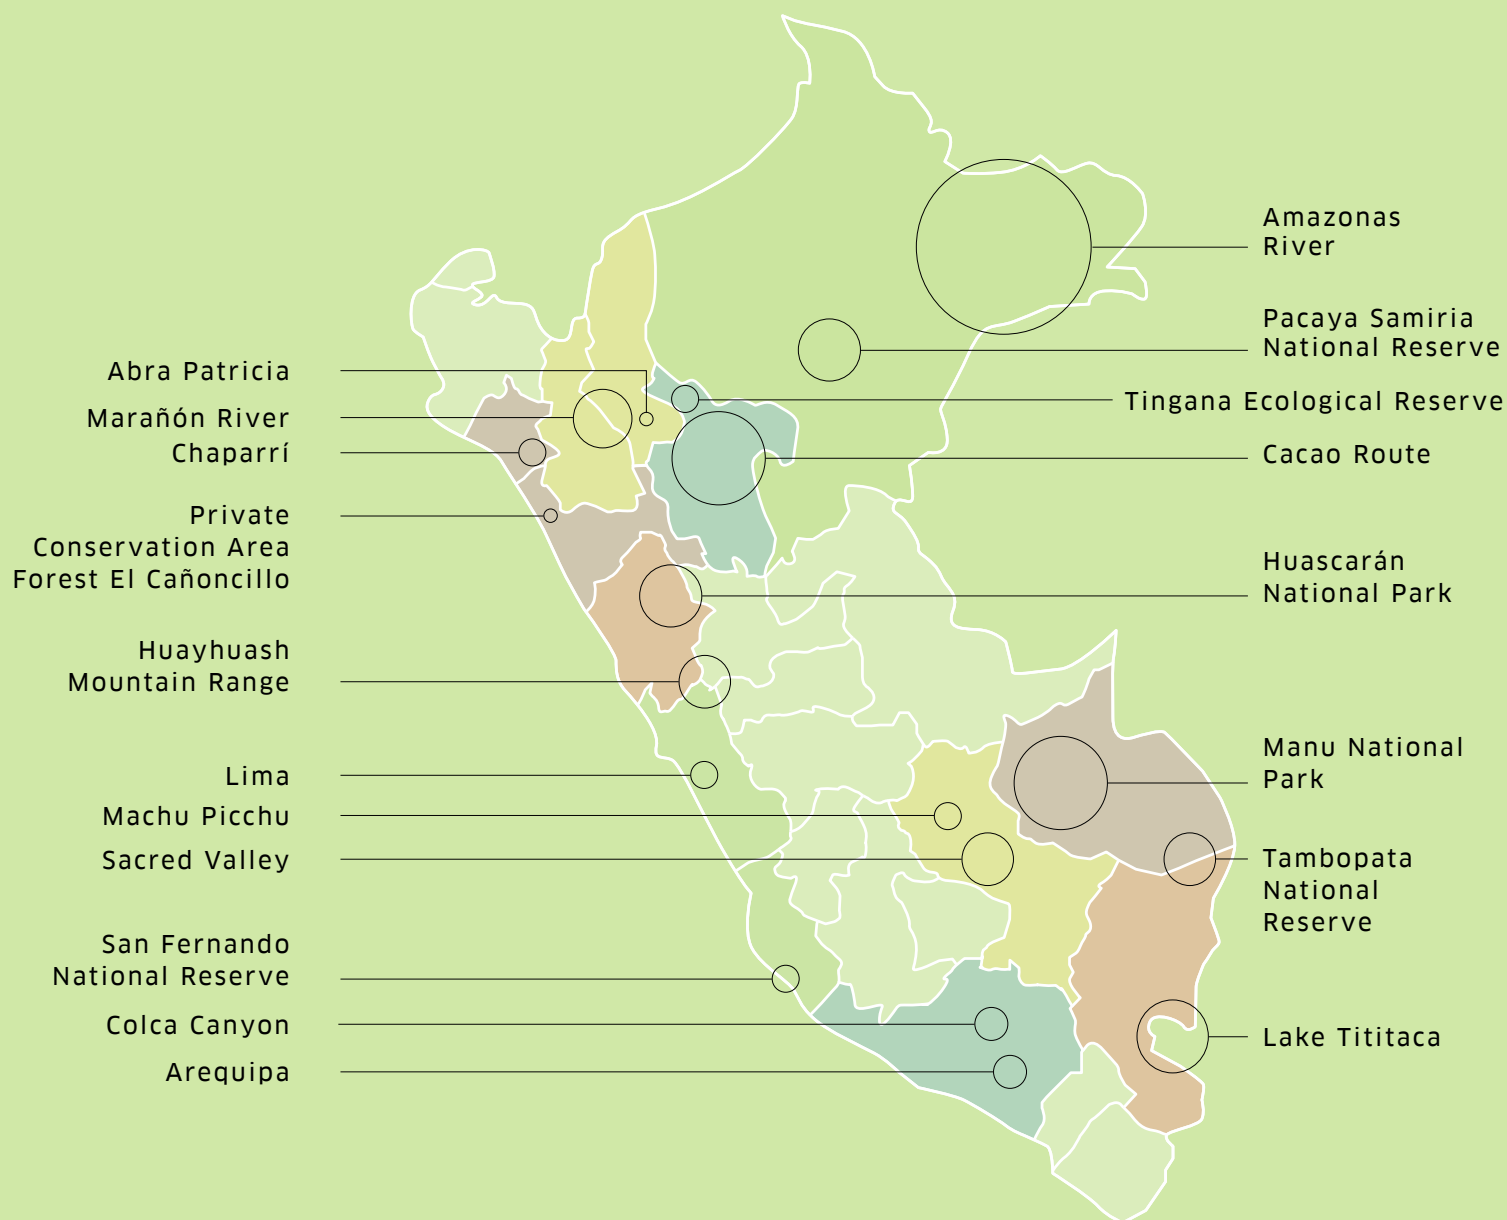 Abra Patricia
Marañón River
Chaparrí
Private
Conservation Area
Forest El Cañoncillo
Huayhuash
Mountain Range
Lima
Machu Picchu
Sacred Valley
San Fernando
National Reserve
Colca Canyon
Arequipa
Amazonas
River
Pacaya Samiria
National Reserve
Tingana Ecological Reserve
Cacao Route
Huascarán
National Park
Manu National
Park
Tambopata
National
Reserve
Lake Tititaca